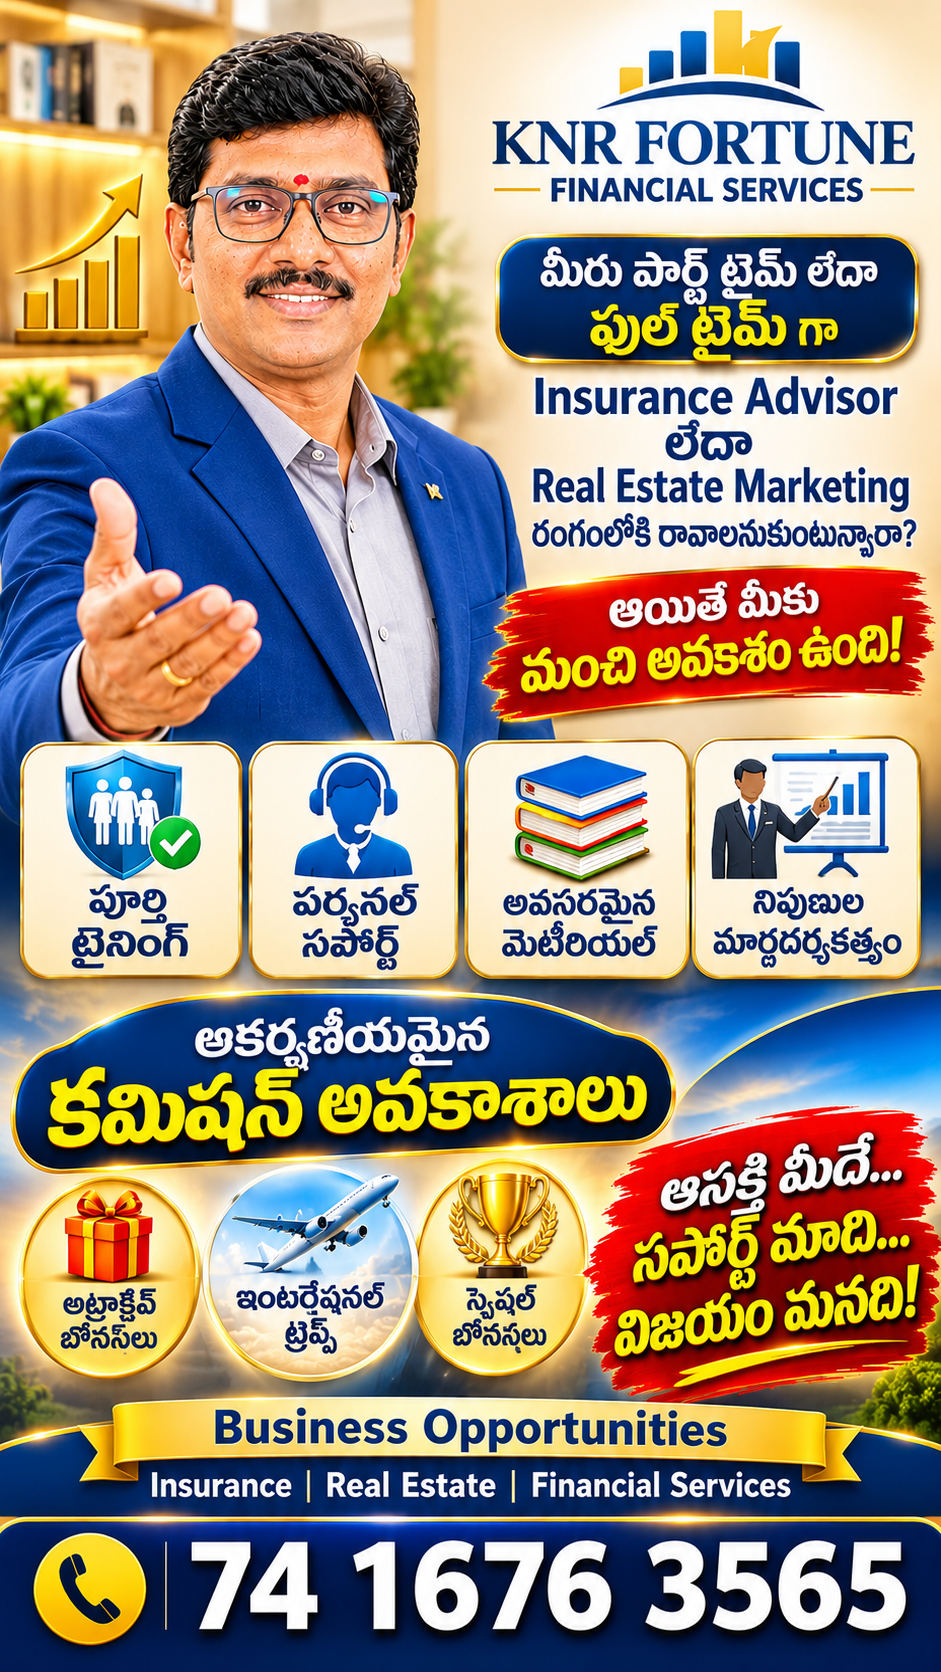 KNR FORTUNE
FINANCIAL SERVICES
మీరు పార్ట్ టైమ్ లేదా
ఫుల్ టైమ్ గా
Insurance Advisor
లేదా
Real Estate Marketing
రంగంలోకి రావాలనుకుంటున్నారా?
ఆయితే మీకు
మంచి అవకాశం ఉంది!
పూర్తి
ట్రైనింగ్
పర్సనల్
సపోర్ట్
అవసరమైన
మెటీరియల్
నిపుణుల
మార్గదర్శకత్వం
ఆకర్షణీయమైన
కమిషన్ అవకాశాలు
అట్రాక్టివ్
బోనస్‌లు
ఇంటర్నేషనల్
ట్రిప్స్
స్పెషల్
బోనస్‌లు
ఆసక్తి మీదే...
సపోర్ట్ మాది...
విజయం మనది!
Business Opportunities
Insurance | Real Estate | Financial Services
74 1676 3565